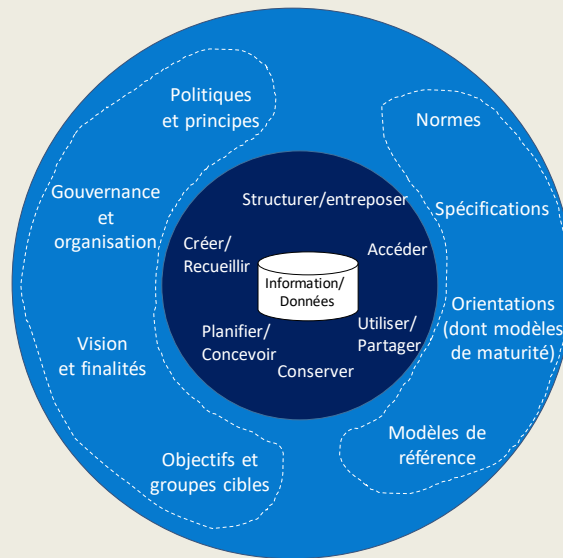 Politiques
et principes
Gouvernance
et
organisation
Vision
et finalités
Objectifs et
groupes cibles
Normes
Spécifications
Orientations
(dont modèles
de maturité)
Modèles de
référence
Structurer/entreposer
Accéder
Utiliser/
Partager
Conserver
Planifier/
Concevoir
Créer/
Recueillir
Information/
Données